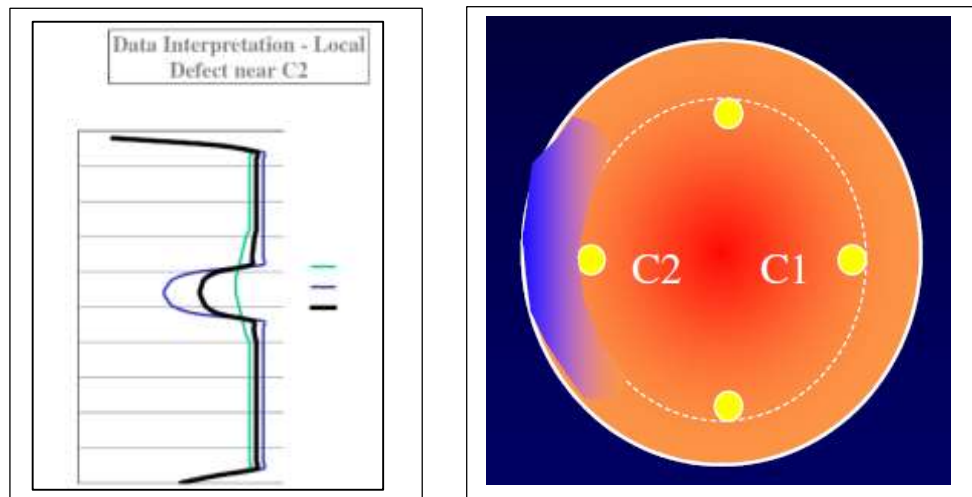 Data Interpretation - Local
Defect near C2
C2 C1